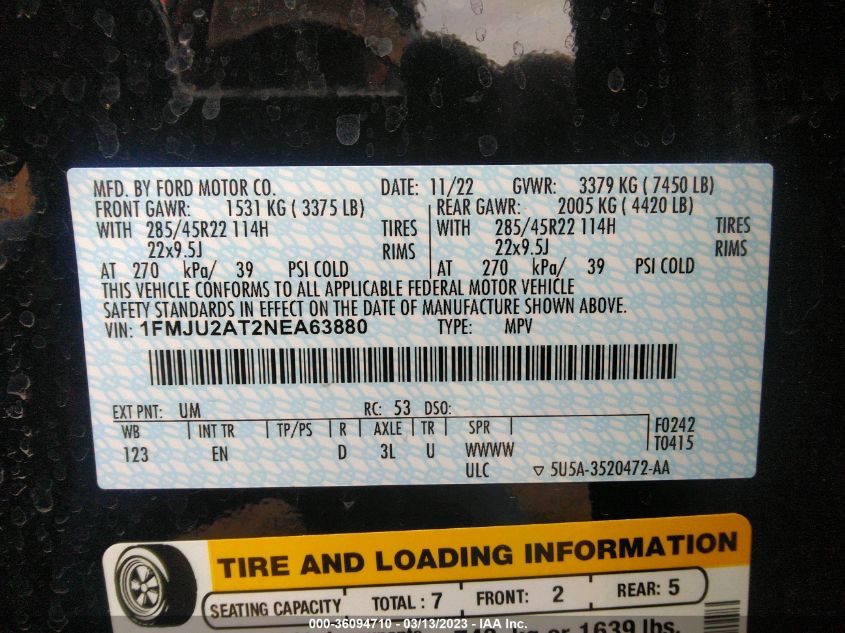 MFD. BY FORD MOTOR CO. DATE: 11/22 GVWR: 3379 KG ( 7450 LB)
FRONT GAWR: 1531 KG ( 3375 LB) REAR GAWR: 2005 KG ( 4420 LB)
WITH 285/45R22 114H TIRES WITH 285/45R22 114H TIRES
22x9.5J RIMS 22x9.5J RIMS
AT 270 kPa/ 39 PSI COLD AT 270 kPa/ 39 PSI COLD
THIS VEHICLE CONFORMS TO ALL APPLICABLE FEDERAL MOTOR VEHICLE
SAFETY STANDARDS IN EFFECT ON THE DATE OF MANUFACTURE SHOWN ABOVE.
VIN: 1FMJU2AT2NEA63880 TYPE: MPV
EXT PNT: UM RC: 53 DSO:
WB INT TR TP/PS R AXLE TR SPR F0242
123 EN D 3L U WWWW T0415
ULC ▽ 5U5A-3520472-AA
TIRE AND LOADING INFORMATION
SEATING CAPACITY TOTAL : 7 FRONT: 2 REAR: 5
kg or 1639 lbs.
000-36094710 - 03/13/2023 - IAA Inc.